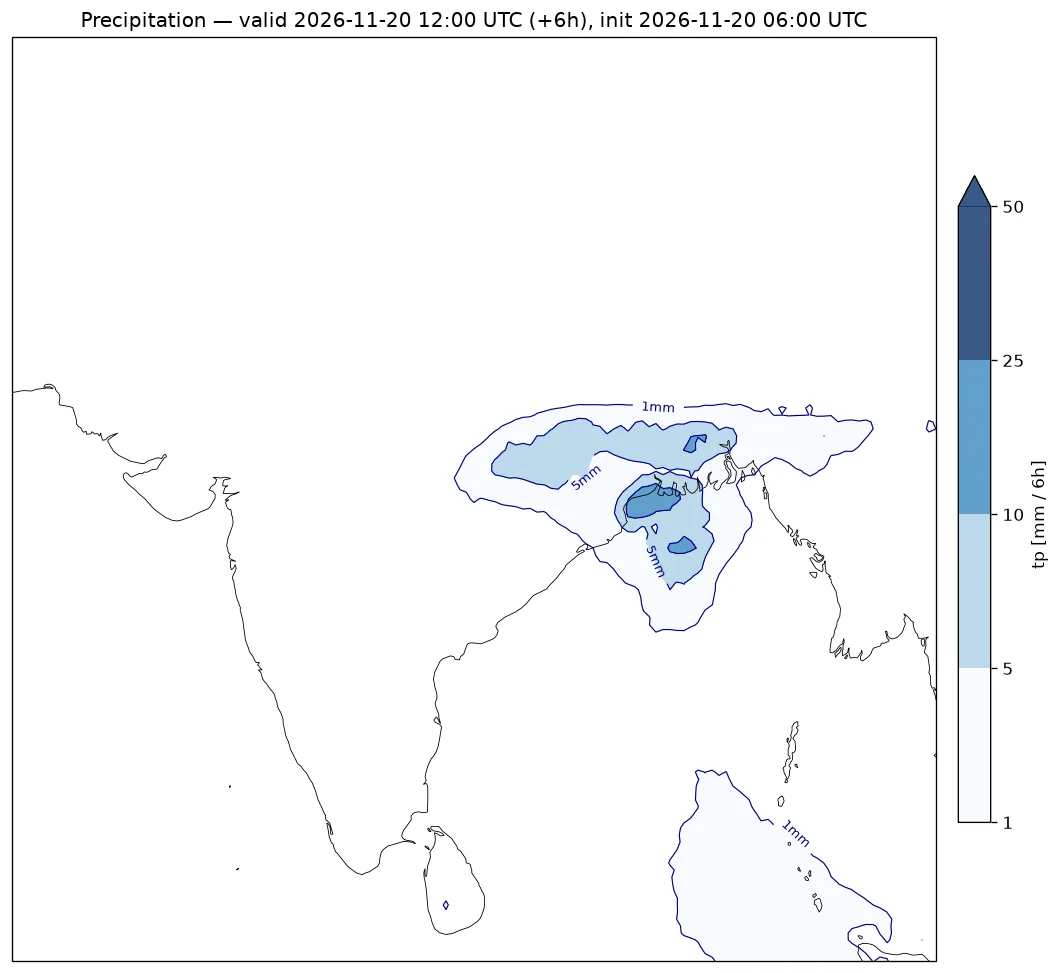 Precipitation — valid 2026-11-20 12:00 UTC (+6h), init 2026-11-20 06:00 UTC
50
25
10
5
1
tp [mm / 6h]
1mm
5mm
5mm
1mm